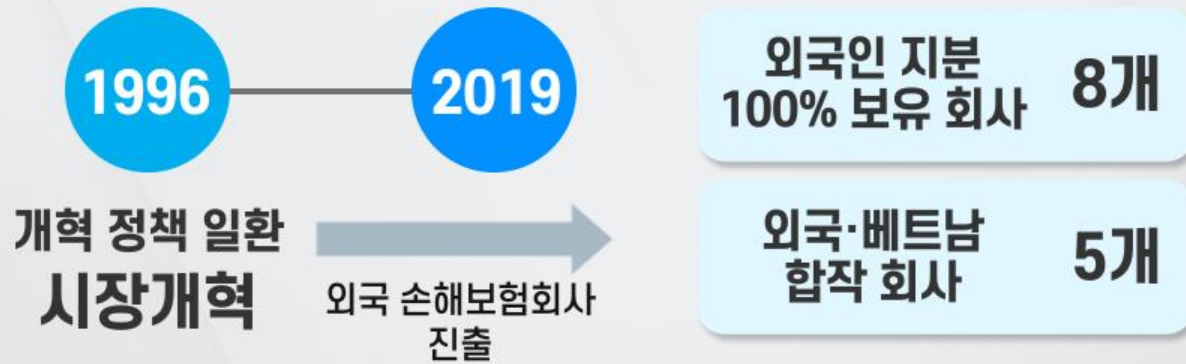 1996
2019
개혁 정책 일환
시장개혁
외국 손해보험회사
진출
외국인 지분
100% 보유 회사
8개
외국·베트남
합작 회사
5개